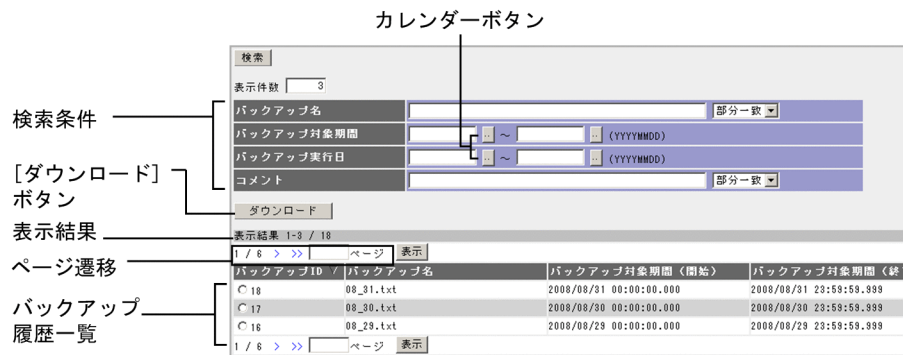 カレンダーボタン
検索
表示件数 3
検索条件
バックアップ名 部分一致
バックアップ対象期間 .. ～ .. (YYYYMMDD)
バックアップ実行日 .. ～ .. (YYYYMMDD)
コメント 部分一致
[ダウンロード]
ボタン
ダウンロード
表示結果
表示結果 1-3 / 18
ページ遷移
1 / 6 > >> ページ 表示
バックアップID ▽ バックアップ名 バックアップ対象期間（開始） バックアップ対象期間（終
バックアップ
履歴一覧
18 08_31.txt 2008/08/31 00:00:00.000 2008/08/31 23:59:59.999
17 08_30.txt 2008/08/30 00:00:00.000 2008/08/30 23:59:59.999
16 08_29.txt 2008/08/29 00:00:00.000 2008/08/29 23:59:59.999
1 / 6 > >> ページ 表示